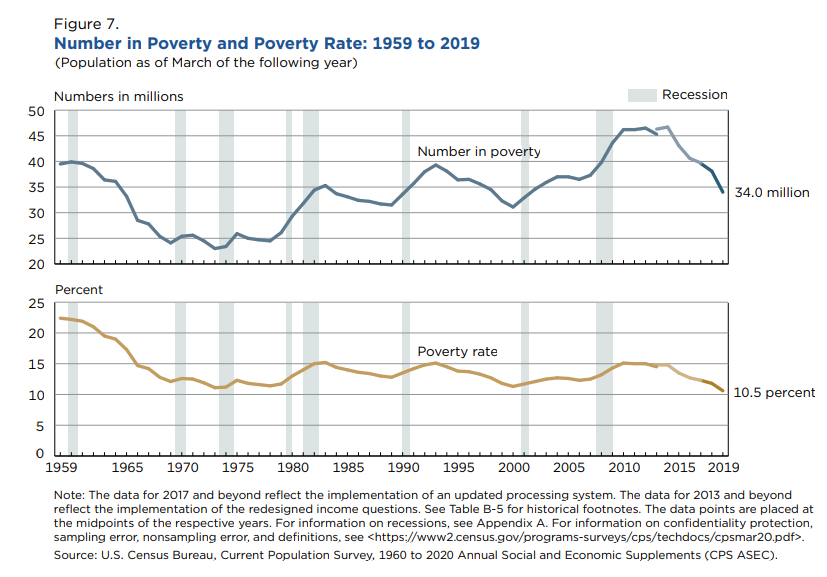 Figure 7.
Number in Poverty and Poverty Rate: 1959 to 2019
(Population as of March of the following year)
Numbers in millions
Recession
50
45
40
35
30
25
20
Number in poverty
34.0 million
Percent
25
20
15
10
5
0
Poverty rate
10.5 percent
1959 1965 1970 1975 1980 1985 1990 1995 2000 2005 2010 2015 2019
Note: The data for 2017 and beyond reflect the implementation of an updated processing system. The data for 2013 and beyond
reflect the implementation of the redesigned income questions. See Table B-5 for historical footnotes. The data points are placed at
the midpoints of the respective years. For information on recessions, see Appendix A. For information on confidentiality protection,
sampling error, nonsampling error, and definitions, see <https://www2.census.gov/programs-surveys/cps/techdocs/cpsmar20.pdf>.
Source: U.S. Census Bureau, Current Population Survey, 1960 to 2020 Annual Social and Economic Supplements (CPS ASEC).